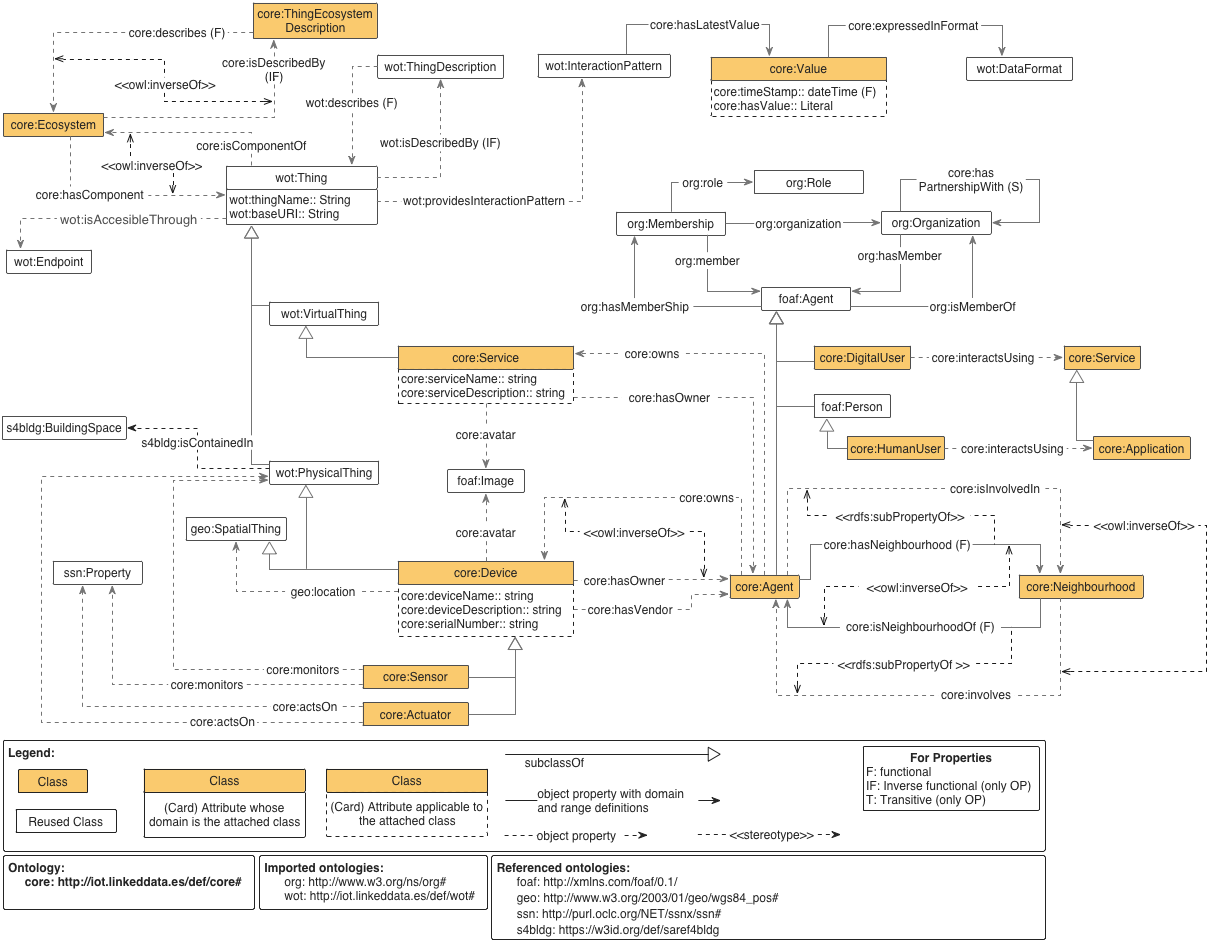 core:ThingEcosystem
Description
core:describes (F)
core:isDescribedBy
(IF)
<<owl:inverseOf>>
core:Ecosystem
wot:ThingDescription
wot:describes (F)
wot:isDescribedBy (IF)
core:isComponentOf
<<owl:inverseOf>>
core:hasComponent
wot:Thing
wot:thingName:: String
wot:baseURI:: String
wot:isAccesibleThrough
wot:Endpoint
wot:providesInteractionPattern
wot:InteractionPattern
core:hasLatestValue
core:Value
core:timeStamp:: dateTime (F)
core:hasValue:: Literal
core:expressedInFormat
wot:DataFormat
org:role
org:Role
core:has
PartnershipWith (S)
org:Membership
org:organization
org:Organization
org:member
org:hasMember
org:hasMemberShip
foaf:Agent
org:isMemberOf
wot:VirtualThing
core:Service
core:serviceName:: string
core:serviceDescription:: string
core:owns
core:hasOwner
core:DigitalUser
core:interactsUsing
core:Service
foaf:Person
core:HumanUser
core:interactsUsing
core:Application
s4bldg:BuildingSpace
s4bldg:isContainedIn
wot:PhysicalThing
core:avatar
foaf:Image
core:avatar
geo:SpatialThing
ssn:Property
geo:location
core:Device
core:deviceName:: string
core:deviceDescription:: string
core:serialNumber:: string
core:owns
<<owl:inverseOf>>
core:hasOwner
core:hasVendor
core:Agent
core:isInvolvedIn
<<rdfs:subPropertyOf>>
<<owl:inverseOf>>
core:hasNeighbourhood (F)
<<owl:inverseOf>>
core:Neighbourhood
core:isNeighbourhoodOf (F)
<<rdfs:subPropertyOf >>
core:involves
core:monitors
core:monitors
core:Sensor
core:actsOn
core:actsOn
core:Actuator
Legend:
Class
Reused Class
Class
(Card) Attribute whose
domain is the attached class
Class
(Card) Attribute applicable to
the attached class
subclassOf
object property with domain
and range definitions
object property
<<stereotype>>
For Properties
F: functional
IF: Inverse functional (only OP)
T: Transitive (only OP)
Ontology:
core: http://iot.linkeddata.es/def/core#
Imported ontologies:
org: http://www.w3.org/ns/org#
wot: http://iot.linkeddata.es/def/wot#
Referenced ontologies:
foaf: http://xmlns.com/foaf/0.1/
geo: http://www.w3.org/2003/01/geo/wgs84_pos#
ssn: http://purl.oclc.org/NET/ssnx/ssn#
s4bldg: https://w3id.org/def/saref4bldg